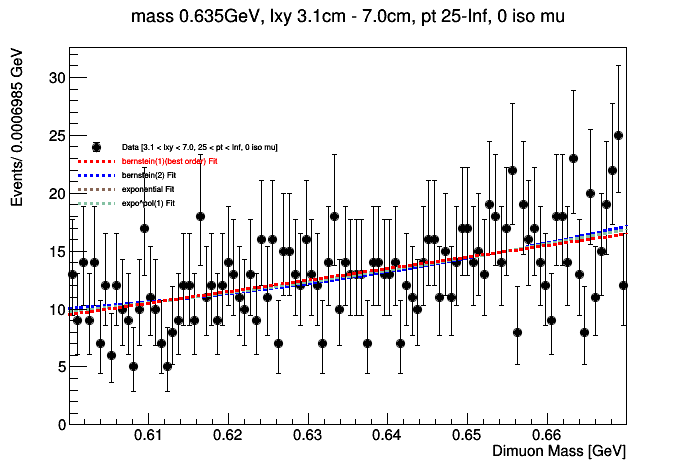 mass 0.635GeV, lxy 3.1cm - 7.0cm, pt 25-Inf, 0 iso mu
Events/ 0.0006985 GeV
30
25
20
15
10
5
0
Data [3.1 < lxy < 7.0, 25 < pt < Inf, 0 iso mu]
bernstein(1)(best order) Fit
bernstein(2) Fit
exponential Fit
expo*pol(1) Fit
0.61 0.62 0.63 0.64 0.65 0.66
Dimuon Mass [GeV]